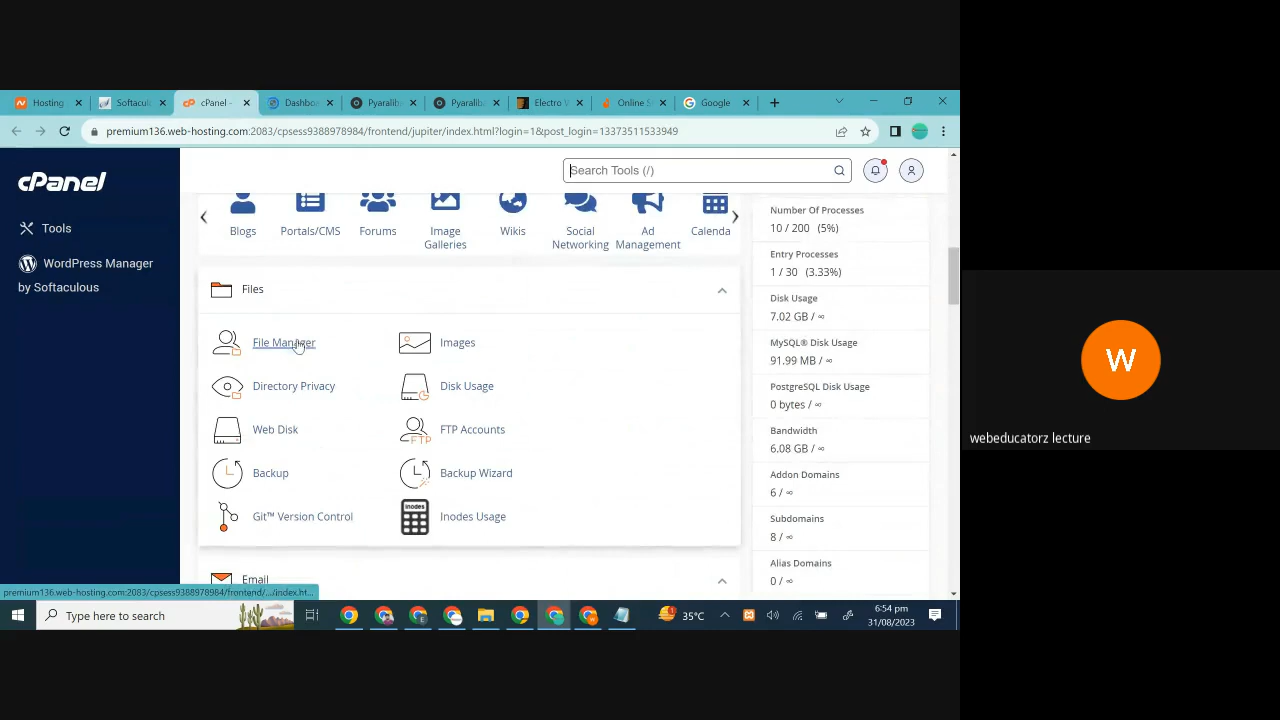 Hosting
Softacul
cPanel -
Dashboa
Pyaralib
Pyaralib
Electro V
Online S
Google
premium136.web-hosting.com:2083/cpsess9388978984/frontend/jupiter/index.html?login=1&post_login=13373511533949
cPanel
Search Tools (/)
Tools
WordPress Manager
by Softaculous
Blogs
Portals/CMS
Forums
Image
Galleries
Wikis
Social
Networking
Ad
Management
Calenda
Files
File Manager
Images
Directory Privacy
Disk Usage
Web Disk
FTP Accounts
FTP
Backup
Backup Wizard
Git™ Version Control
inodes
Inodes Usage
Email
Number Of Processes
10 / 200 (5%)
Entry Processes
1 / 30 (3.33%)
Disk Usage
7.02 GB / ∞
MySQL® Disk Usage
91.99 MB / ∞
PostgreSQL Disk Usage
0 bytes / ∞
Bandwidth
6.08 GB / ∞
Addon Domains
6 / ∞
Subdomains
8 / ∞
Alias Domains
0 / ∞
premium136.web-hosting.com:2083/cpsess9388978984/frontend/.../index.ht...
Type here to search
35°C
6:54 pm
31/08/2023
W
webeducatorz lecture